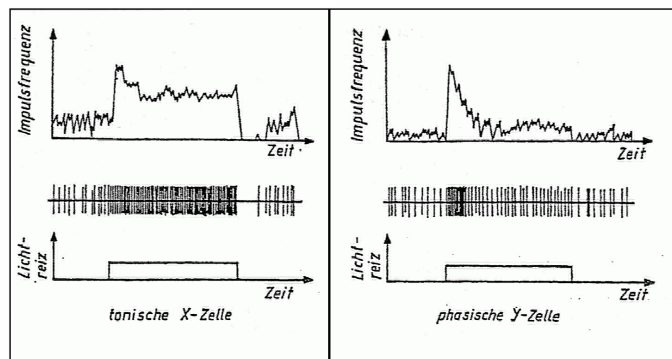 Impulsfrequenz
Zeit
Licht-
reiz
Zeit
tonische X-Zelle
Impulsfrequenz
Zeit
Licht-
reiz
Zeit
phasische Y-Zelle